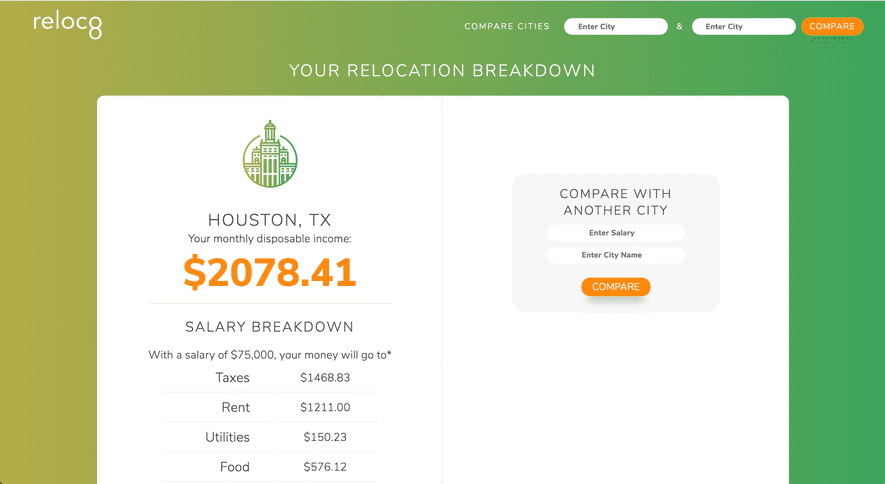 reloc8
COMPARE CITIES Enter City & Enter City COMPARE
YOUR RELOCATION BREAKDOWN
HOUSTON, TX
Your monthly disposable income:
$2078.41
SALARY BREAKDOWN
With a salary of $75,000, your money will go to*
Taxes $1468.83
Rent $1211.00
Utilities $150.23
Food $576.12
COMPARE WITH
ANOTHER CITY
Enter Salary
Enter City Name
COMPARE